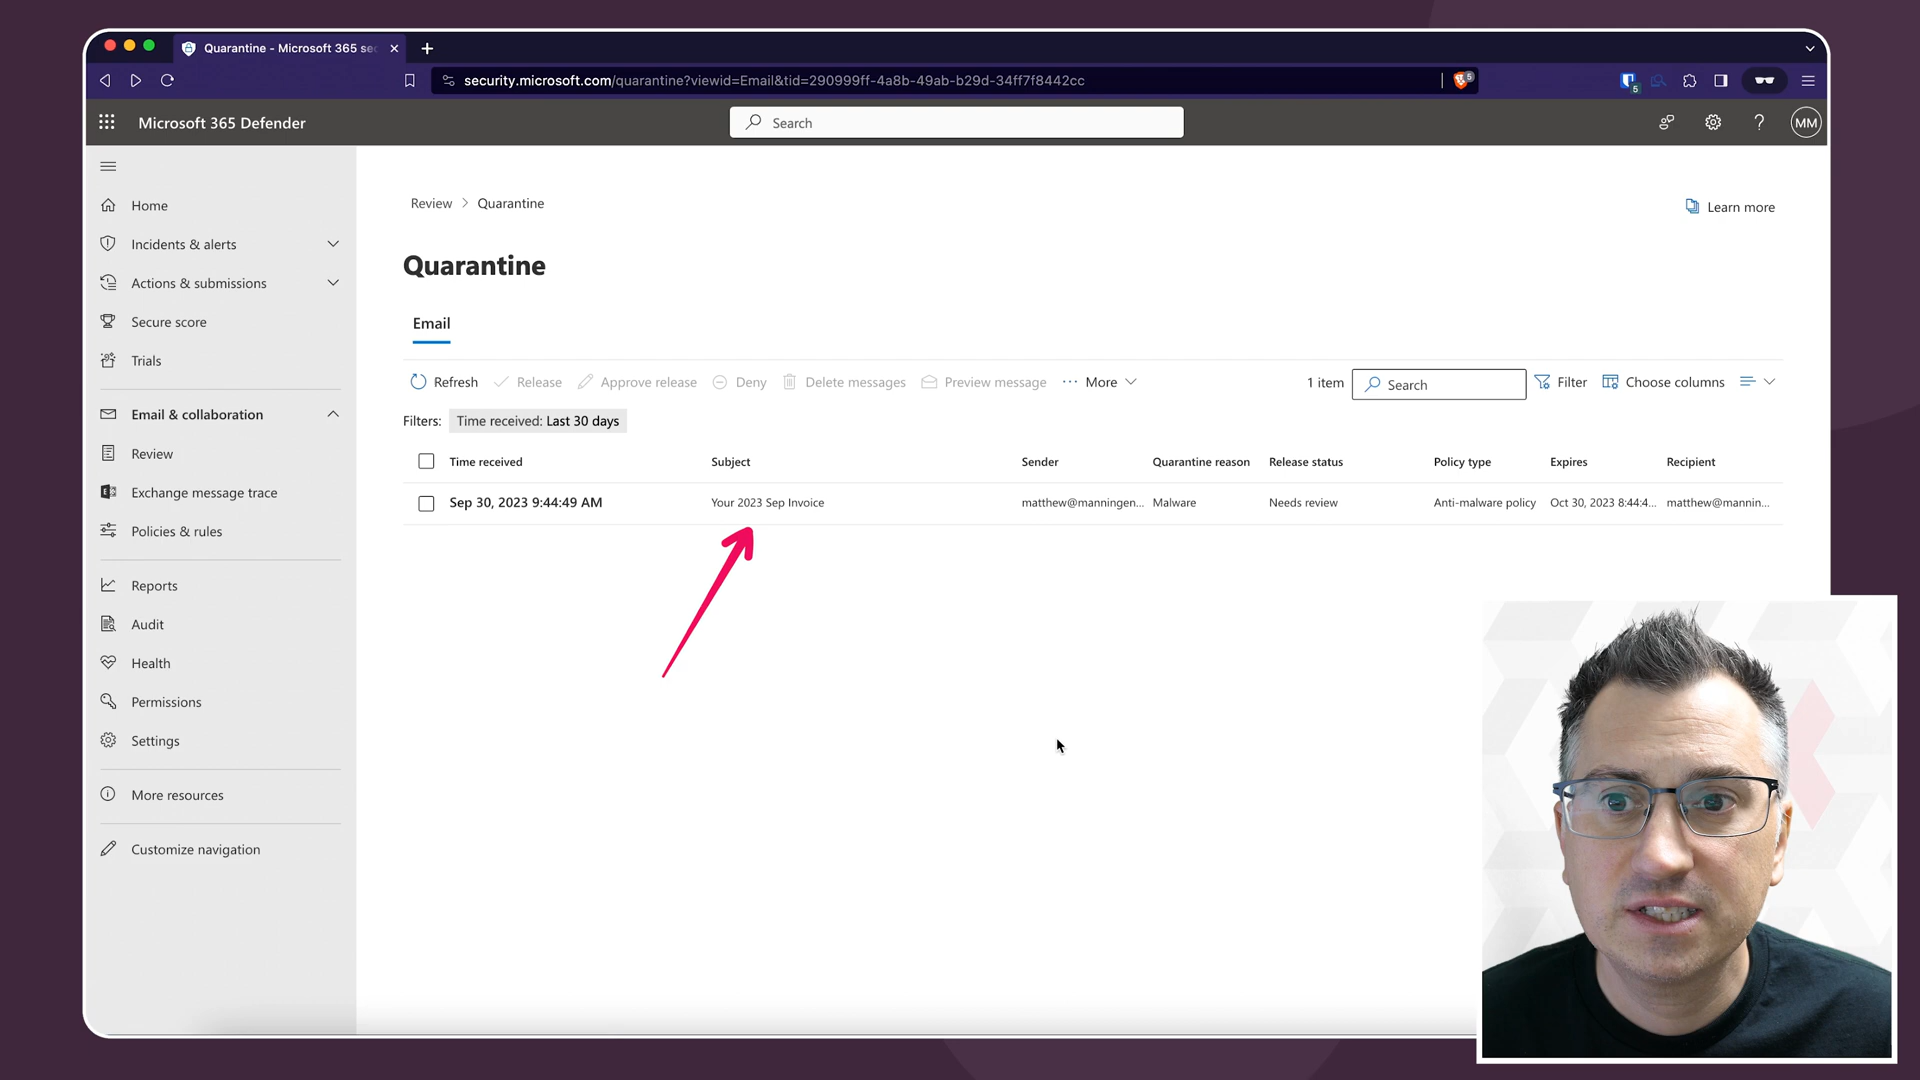 Quarantine - Microsoft 365 sec
security.microsoft.com/quarantine?viewid=Email&tid=290999ff-4a8b-49ab-b29d-34ff7f8442cc
5
5
Microsoft 365 Defender
Search
?
MM
Home
Incidents & alerts
Actions & submissions
Secure score
Trials
Email & collaboration
Review
Exchange message trace
Policies & rules
Reports
Audit
Health
Permissions
Settings
More resources
Customize navigation
Review > Quarantine
Learn more
Quarantine
Email
Refresh Release Approve release Deny Delete messages Preview message ··· More
1 item Search Filter Choose columns
Filters: Time received: Last 30 days
Time received Subject Sender Quarantine reason Release status Policy type Expires Recipient
Sep 30, 2023 9:44:49 AM Your 2023 Sep Invoice matthew@manningen... Malware Needs review Anti-malware policy Oct 30, 2023 8:44:4... matthew@mannin...